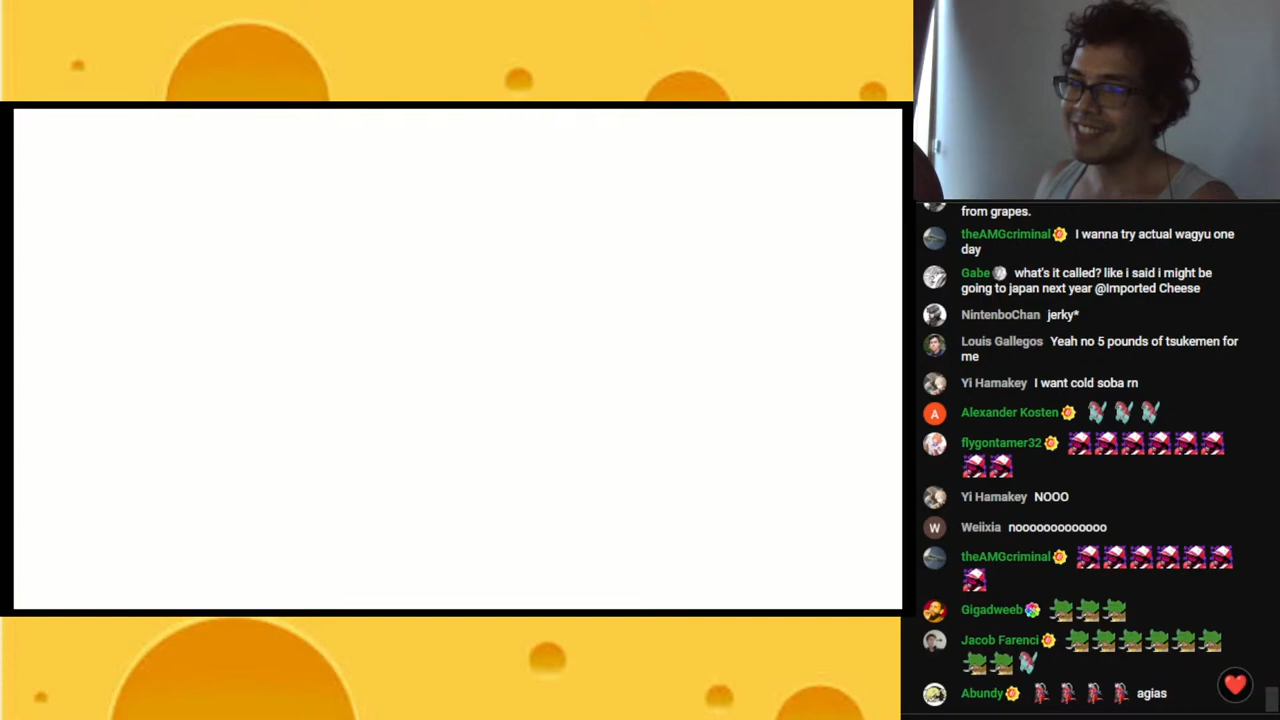 from grapes.
theAMGcriminal I wanna try actual wagyu one
day
Gabe what's it called? like i said i might be
going to japan next year @Imported Cheese
NintenboChan jerky*
Louis Gallegos Yeah no 5 pounds of tsukemen for
me
Yi Hamakey I want cold soba rn
A Alexander Kosten
flygontamer32
Yi Hamakey NOOO
W Weiixia nooooooooooooo
theAMGcriminal
Gigadweeb
Jacob Farenci
Abundy agias